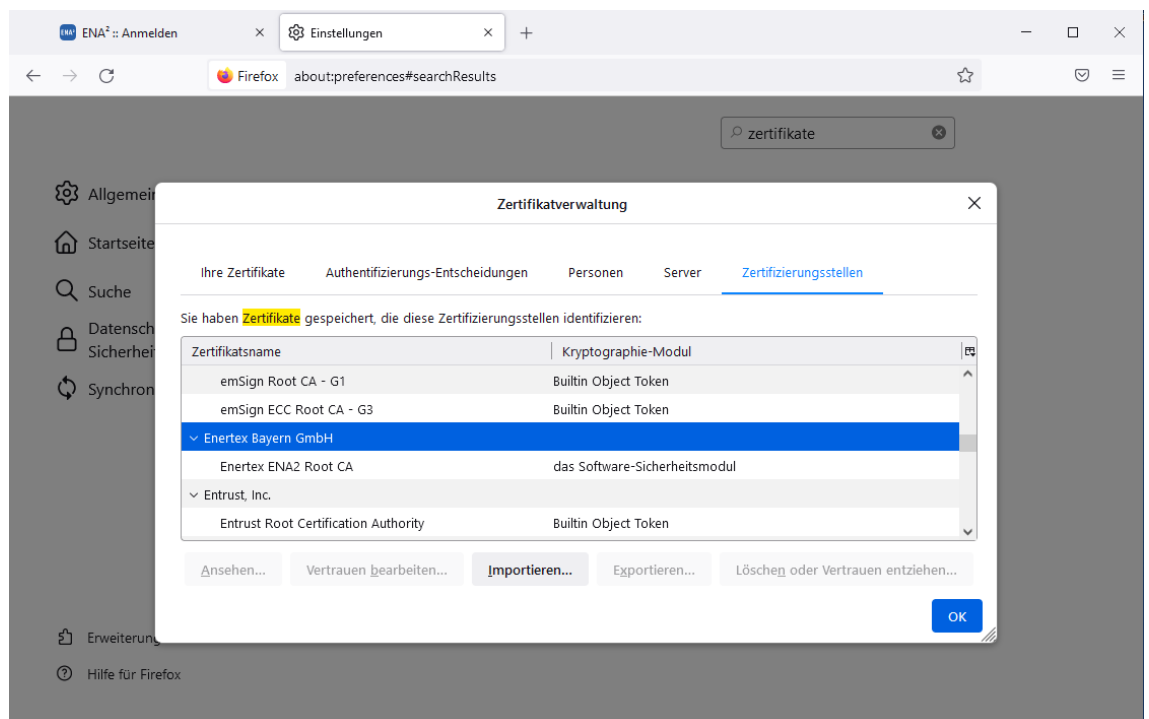 ENA² :: Anmelden
Einstellungen
Firefox about:preferences#searchResults
zertifikate
Allgemein
Startseite
Suche
Datensch
Sicherhei
Synchron
Erweiterung
Hilfe für Firefox
Zertifikatverwaltung
Ihre Zertifikate Authentifizierungs-Entscheidungen Personen Server Zertifizierungsstellen
Sie haben Zertifikate gespeichert, die diese Zertifizierungsstellen identifizieren:
Zertifikatsname Kryptographie-Modul
emSign Root CA - G1 Builtin Object Token
emSign ECC Root CA - G3 Builtin Object Token
Enertex Bayern GmbH
Enertex ENA2 Root CA das Software-Sicherheitsmodul
Entrust, Inc.
Entrust Root Certification Authority Builtin Object Token
Ansehen... Vertrauen bearbeiten... Importieren... Exportieren... Löschen oder Vertrauen entziehen...
OK